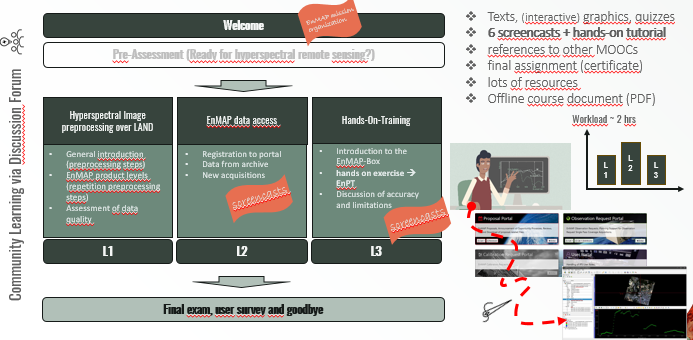 Community Learning via Discussion Forum
Welcome
EnMAP mission
organization
Pre-Assessment (Ready for hyperspectral remote sensing?)
Hyperspectral Image
preprocessing over LAND
• General introduction
(preprocessing steps)
• EnMAP product levels
(repetition preprocessing
steps)
• Assessment of data
quality
L1
EnMAP data access
• Registration to portal
• Data from archive
• New acquisitions
screencasts
L2
Hands-On-Training
• Introduction to the
EnMAP-Box
• hands on exercise →
EnPT
• Discussion of accuracy
and limitations
screencasts
L3
Final exam, user survey and goodbye
❖ Texts, (interactive) graphics, quizzes
❖ 6 screencasts + hands-on tutorial
❖ references to other MOOCs
❖ final assignment (certificate)
❖ lots of resources
❖ Offline course document (PDF)
Workload ~ 2 hrs
L
1
L
2
L
3
Proposal Portal
Observation Request Portal